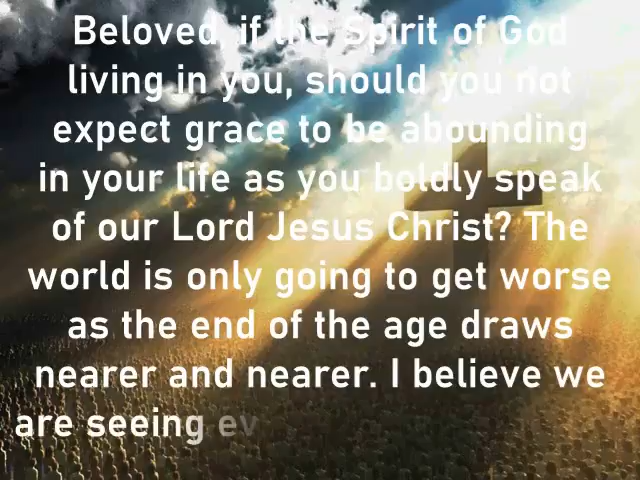 Beloved, if the Spirit of God
living in you, should you not
expect grace to be abounding
in your life as you boldly speak
of our Lord Jesus Christ? The
world is only going to get worse
as the end of the age draws
nearer and nearer. I believe we
are seeing ev